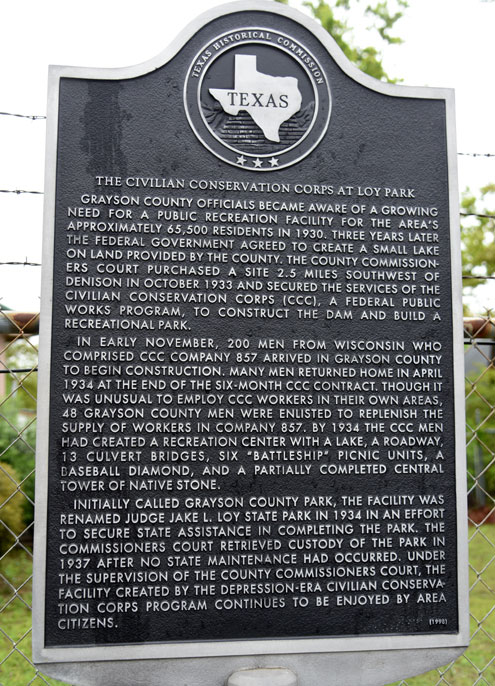 TEXAS HISTORICAL COMMISSION
TEXAS
THE CIVILIAN CONSERVATION CORPS AT LOY PARK
GRAYSON COUNTY OFFICIALS BECAME AWARE OF A GROWING
NEED FOR A PUBLIC RECREATION FACILITY FOR THE AREA'S
APPROXIMATELY 65,500 RESIDENTS IN 1930. THREE YEARS LATER
THE FEDERAL GOVERNMENT AGREED TO CREATE A SMALL LAKE
ON LAND PROVIDED BY THE COUNTY. THE COUNTY COMMISSION-
ERS COURT PURCHASED A SITE 2.5 MILES SOUTHWEST OF
DENISON IN OCTOBER 1933 AND SECURED THE SERVICES OF THE
CIVILIAN CONSERVATION CORPS (CCC), A FEDERAL PUBLIC
WORKS PROGRAM, TO CONSTRUCT THE DAM AND BUILD A
RECREATIONAL PARK.
IN EARLY NOVEMBER, 200 MEN FROM WISCONSIN WHO
COMPRISED CCC COMPANY 857 ARRIVED IN GRAYSON COUNTY
TO BEGIN CONSTRUCTION. MANY MEN RETURNED HOME IN APRIL
1934 AT THE END OF THE SIX-MONTH CCC CONTRACT. THOUGH IT
WAS UNUSUAL TO EMPLOY CCC WORKERS IN THEIR OWN AREAS,
48 GRAYSON COUNTY MEN WERE ENLISTED TO REPLENISH THE
SUPPLY OF WORKERS IN COMPANY 857. BY 1934 THE CCC MEN
HAD CREATED A RECREATION CENTER WITH A LAKE, A ROADWAY,
13 CULVERT BRIDGES, SIX "BATTLESHIP" PICNIC UNITS, A
BASEBALL DIAMOND, AND A PARTIALLY COMPLETED CENTRAL
TOWER OF NATIVE STONE.
INITIALLY CALLED GRAYSON COUNTY PARK, THE FACILITY WAS
RENAMED JUDGE JAKE L. LOY STATE PARK IN 1934 IN AN EFFORT
TO SECURE STATE ASSISTANCE IN COMPLETING THE PARK. THE
COMMISSIONERS COURT RETRIEVED CUSTODY OF THE PARK IN
1937 AFTER NO STATE MAINTENANCE HAD OCCURRED. UNDER
THE SUPERVISION OF THE COUNTY COMMISSIONERS COURT, THE
FACILITY CREATED BY THE DEPRESSION-ERA CIVILIAN CONSERVA-
TION CORPS PROGRAM CONTINUES TO BE ENJOYED BY AREA
CITIZENS.
(1998)